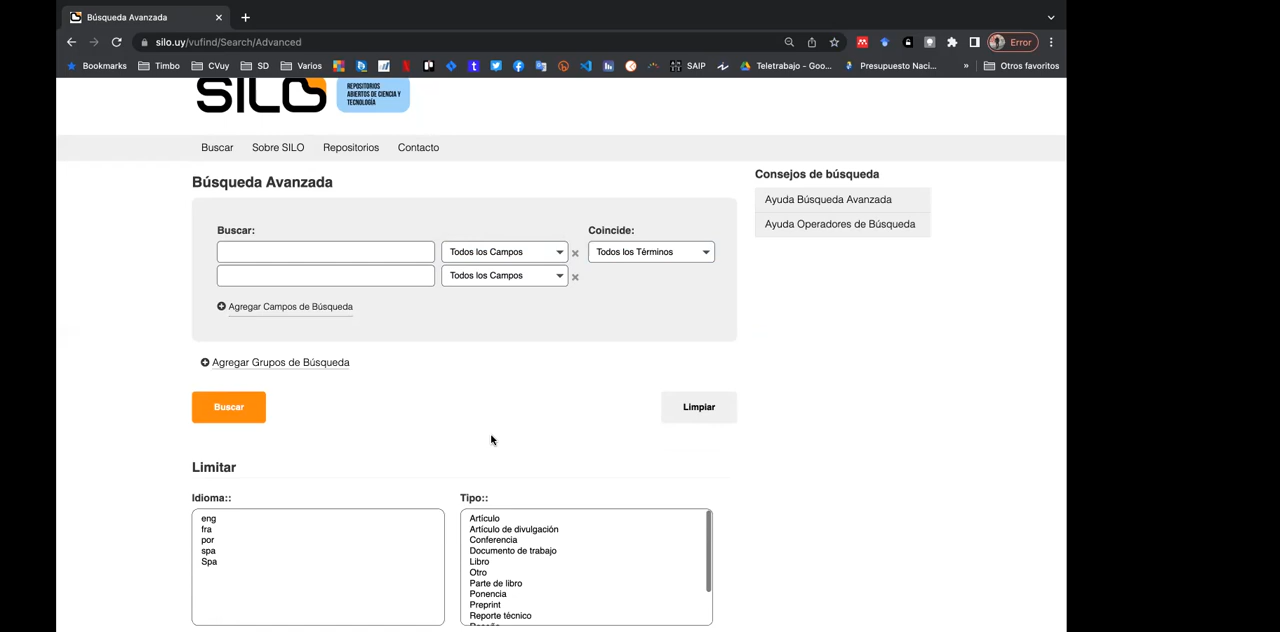 Búsqueda Avanzada
silo.uy/vufind/Search/Advanced
Error
Bookmarks Timbo CVuy SD Varios SAIP Teletrabajo - Goo... Presupuesto Naci... » Otros favoritos
SILO
REPOSITORIOS
ABIERTOS DE CIENCIA Y
TECNOLOGÍA
Buscar Sobre SILO Repositorios Contacto
Búsqueda Avanzada
Consejos de búsqueda
Ayuda Búsqueda Avanzada
Ayuda Operadores de Búsqueda
Buscar: Coincide:
Todos los Campos Todos los Términos
Todos los Campos
Agregar Campos de Búsqueda
Agregar Grupos de Búsqueda
Buscar Limpiar
Limitar
Idioma:: Tipo::
eng
fra
por
spa
Spa
Artículo
Artículo de divulgación
Conferencia
Documento de trabajo
Libro
Otro
Parte de libro
Ponencia
Preprint
Reporte técnico